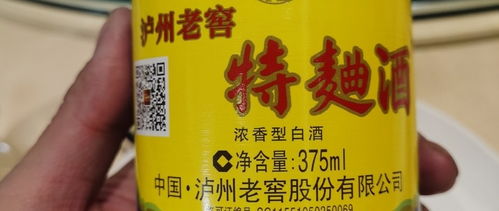 泸州老窖
特麯酒
浓香型白酒
净含量:375ml
中国·泸州老窖股份有限公司